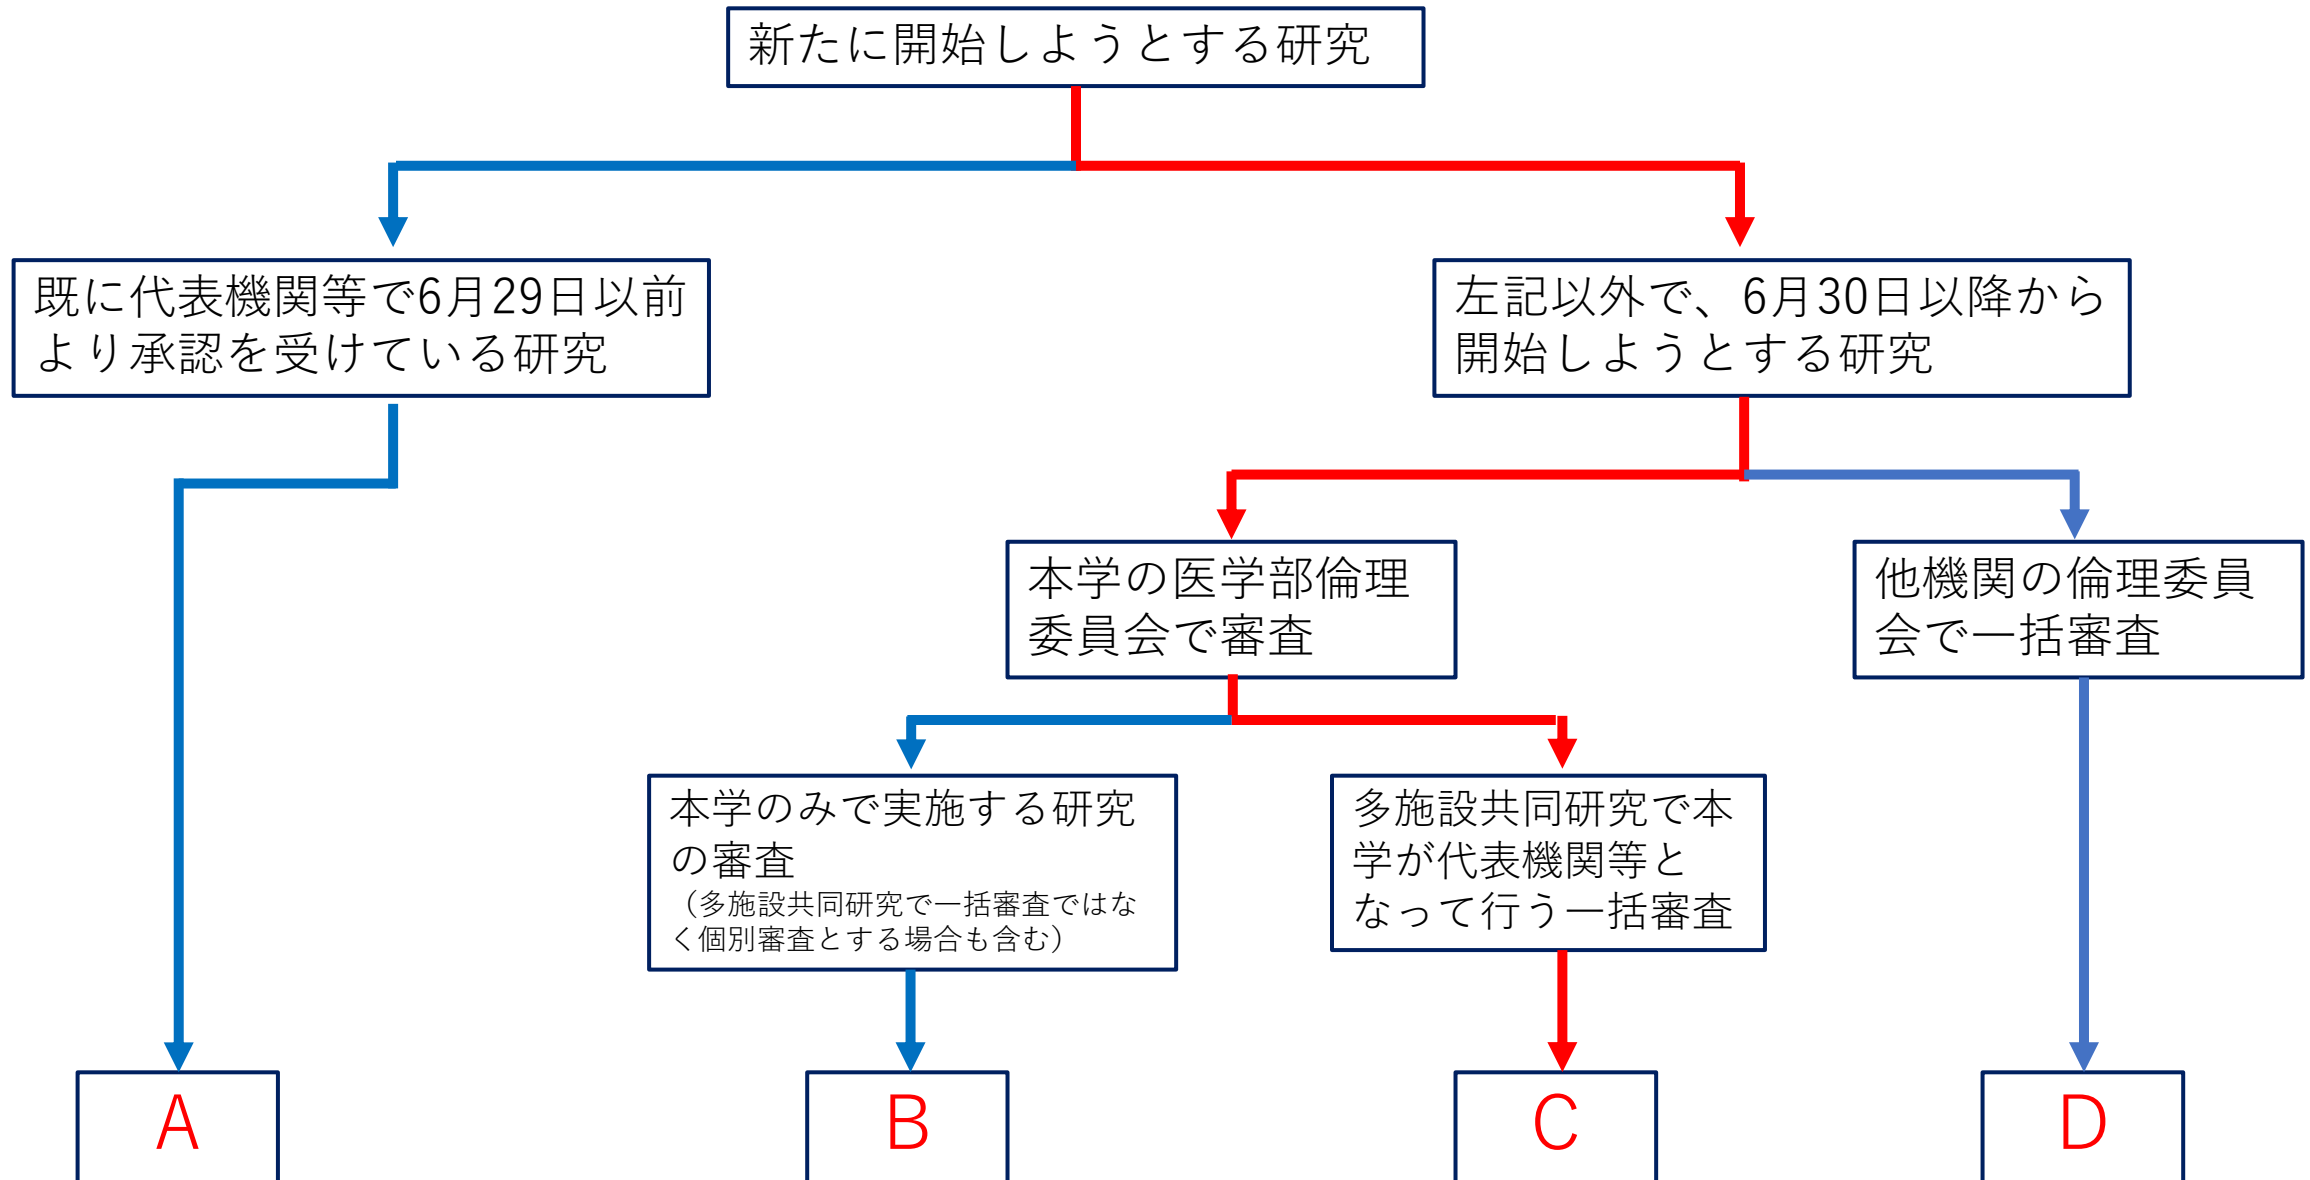 新たに開始しようとする研究
既に代表機関等で6月29日以前
より承認を受けている研究
左記以外で、6月30日以降から
開始しようとする研究
本学の医学部倫理
委員会で審査
他機関の倫理委員
会で一括審査
本学のみで実施する研究
の審査
（多施設共同研究で一括審査ではな
く個別審査とする場合も含む）
多施設共同研究で本
学が代表機関等と
なって行う一括審査
A
B
C
D